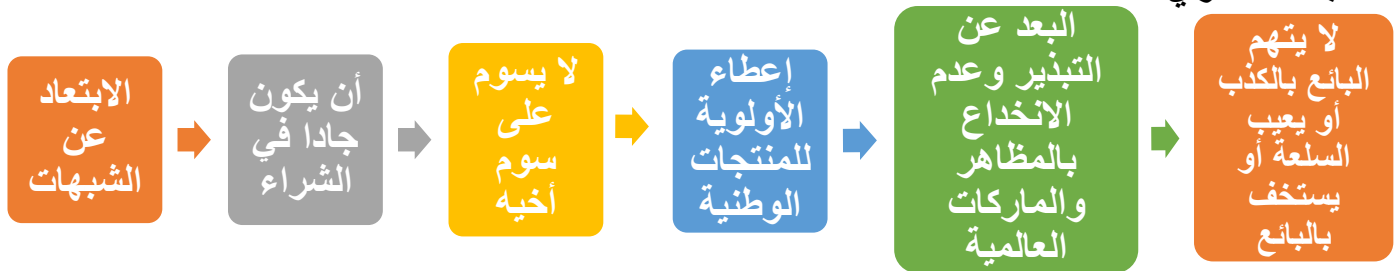 الابتعاد
عن
الشبهات
أن يكون
جادا في
الشراء
لا يسوم
على
سوم
أخيه
إعطاء
الأولوية
للمنتجات
الوطنية
البعد عن
التبذير وعدم
الانخداع
بالمظاهر
والماركات
العالمية
لا يتهم
البائع بالكذب
أو يعيب
السلعة أو
يستخف
بالبائع